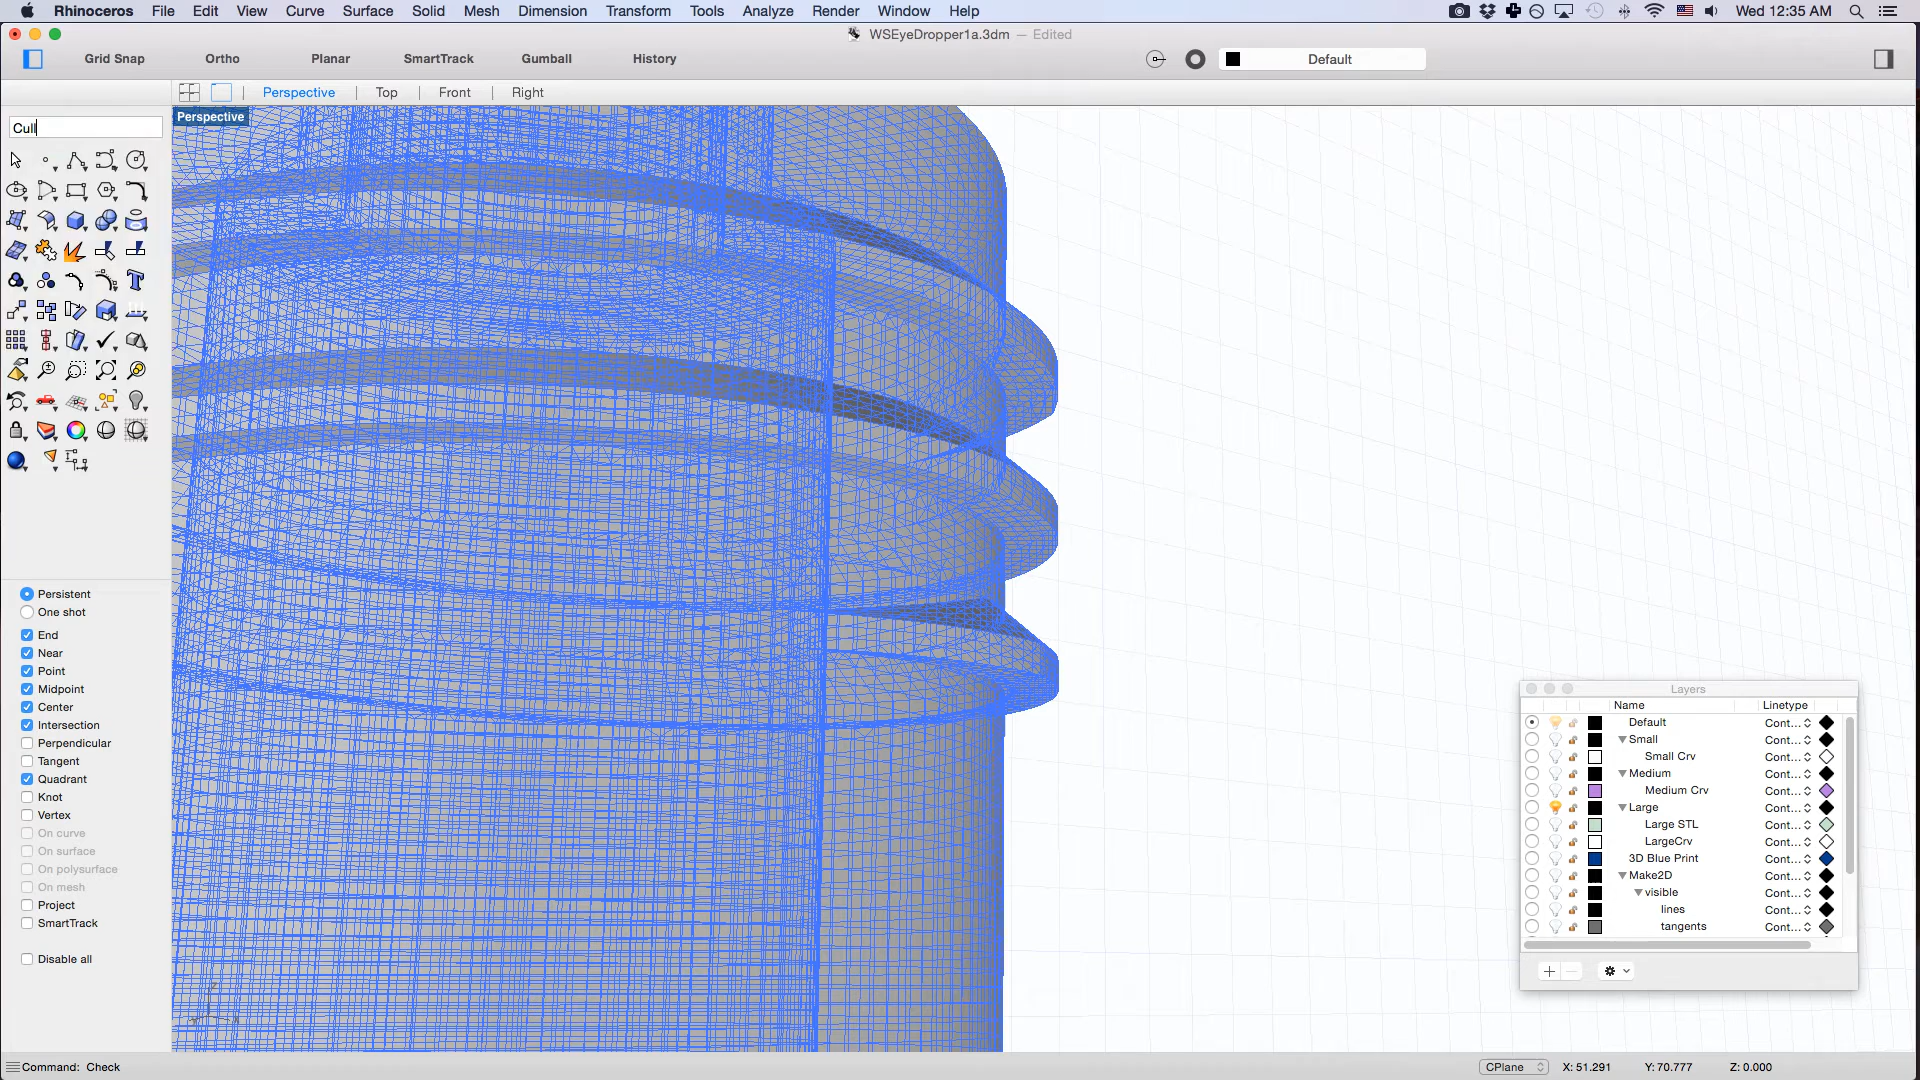 Rhinoceros File Edit View Curve Surface Solid Mesh Dimension Transform Tools Analyze Render Window Help Wed 12:35 AM
WSEyeDropper1a.3dm — Edited
Grid Snap Ortho Planar SmartTrack Gumball History Default
Perspective Top Front Right
Perspective
Cull
Persistent
One shot
End
Near
Point
Midpoint
Center
Intersection
Perpendicular
Tangent
Quadrant
Knot
Vertex
On curve
On surface
On polysurface
On mesh
Project
SmartTrack
Disable all
Layers
Name Linetype
Default Cont...
Small Cont...
Small Crv Cont...
Medium Cont...
Medium Crv Cont...
Large Cont...
Large STL Cont...
LargeCrv Cont...
3D Blue Print Cont...
Make2D Cont...
visible Cont...
lines Cont...
tangents Cont...
Command: Check CPlane X: 51.291 Y: 70.777 Z: 0.000